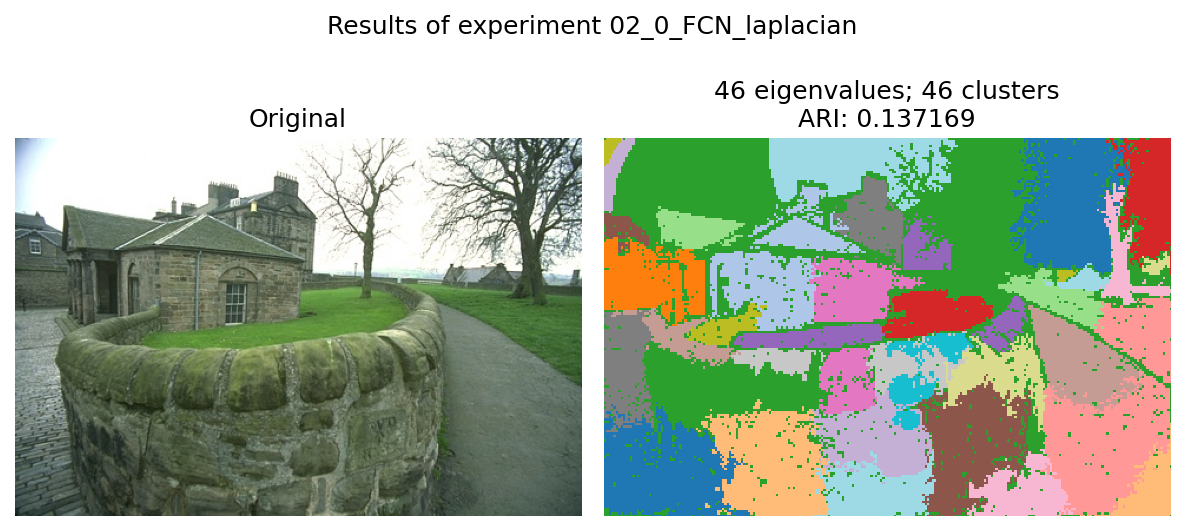 Results of experiment 02_0_FCN_laplacian
Original
46 eigenvalues; 46 clusters
ARI: 0.137169